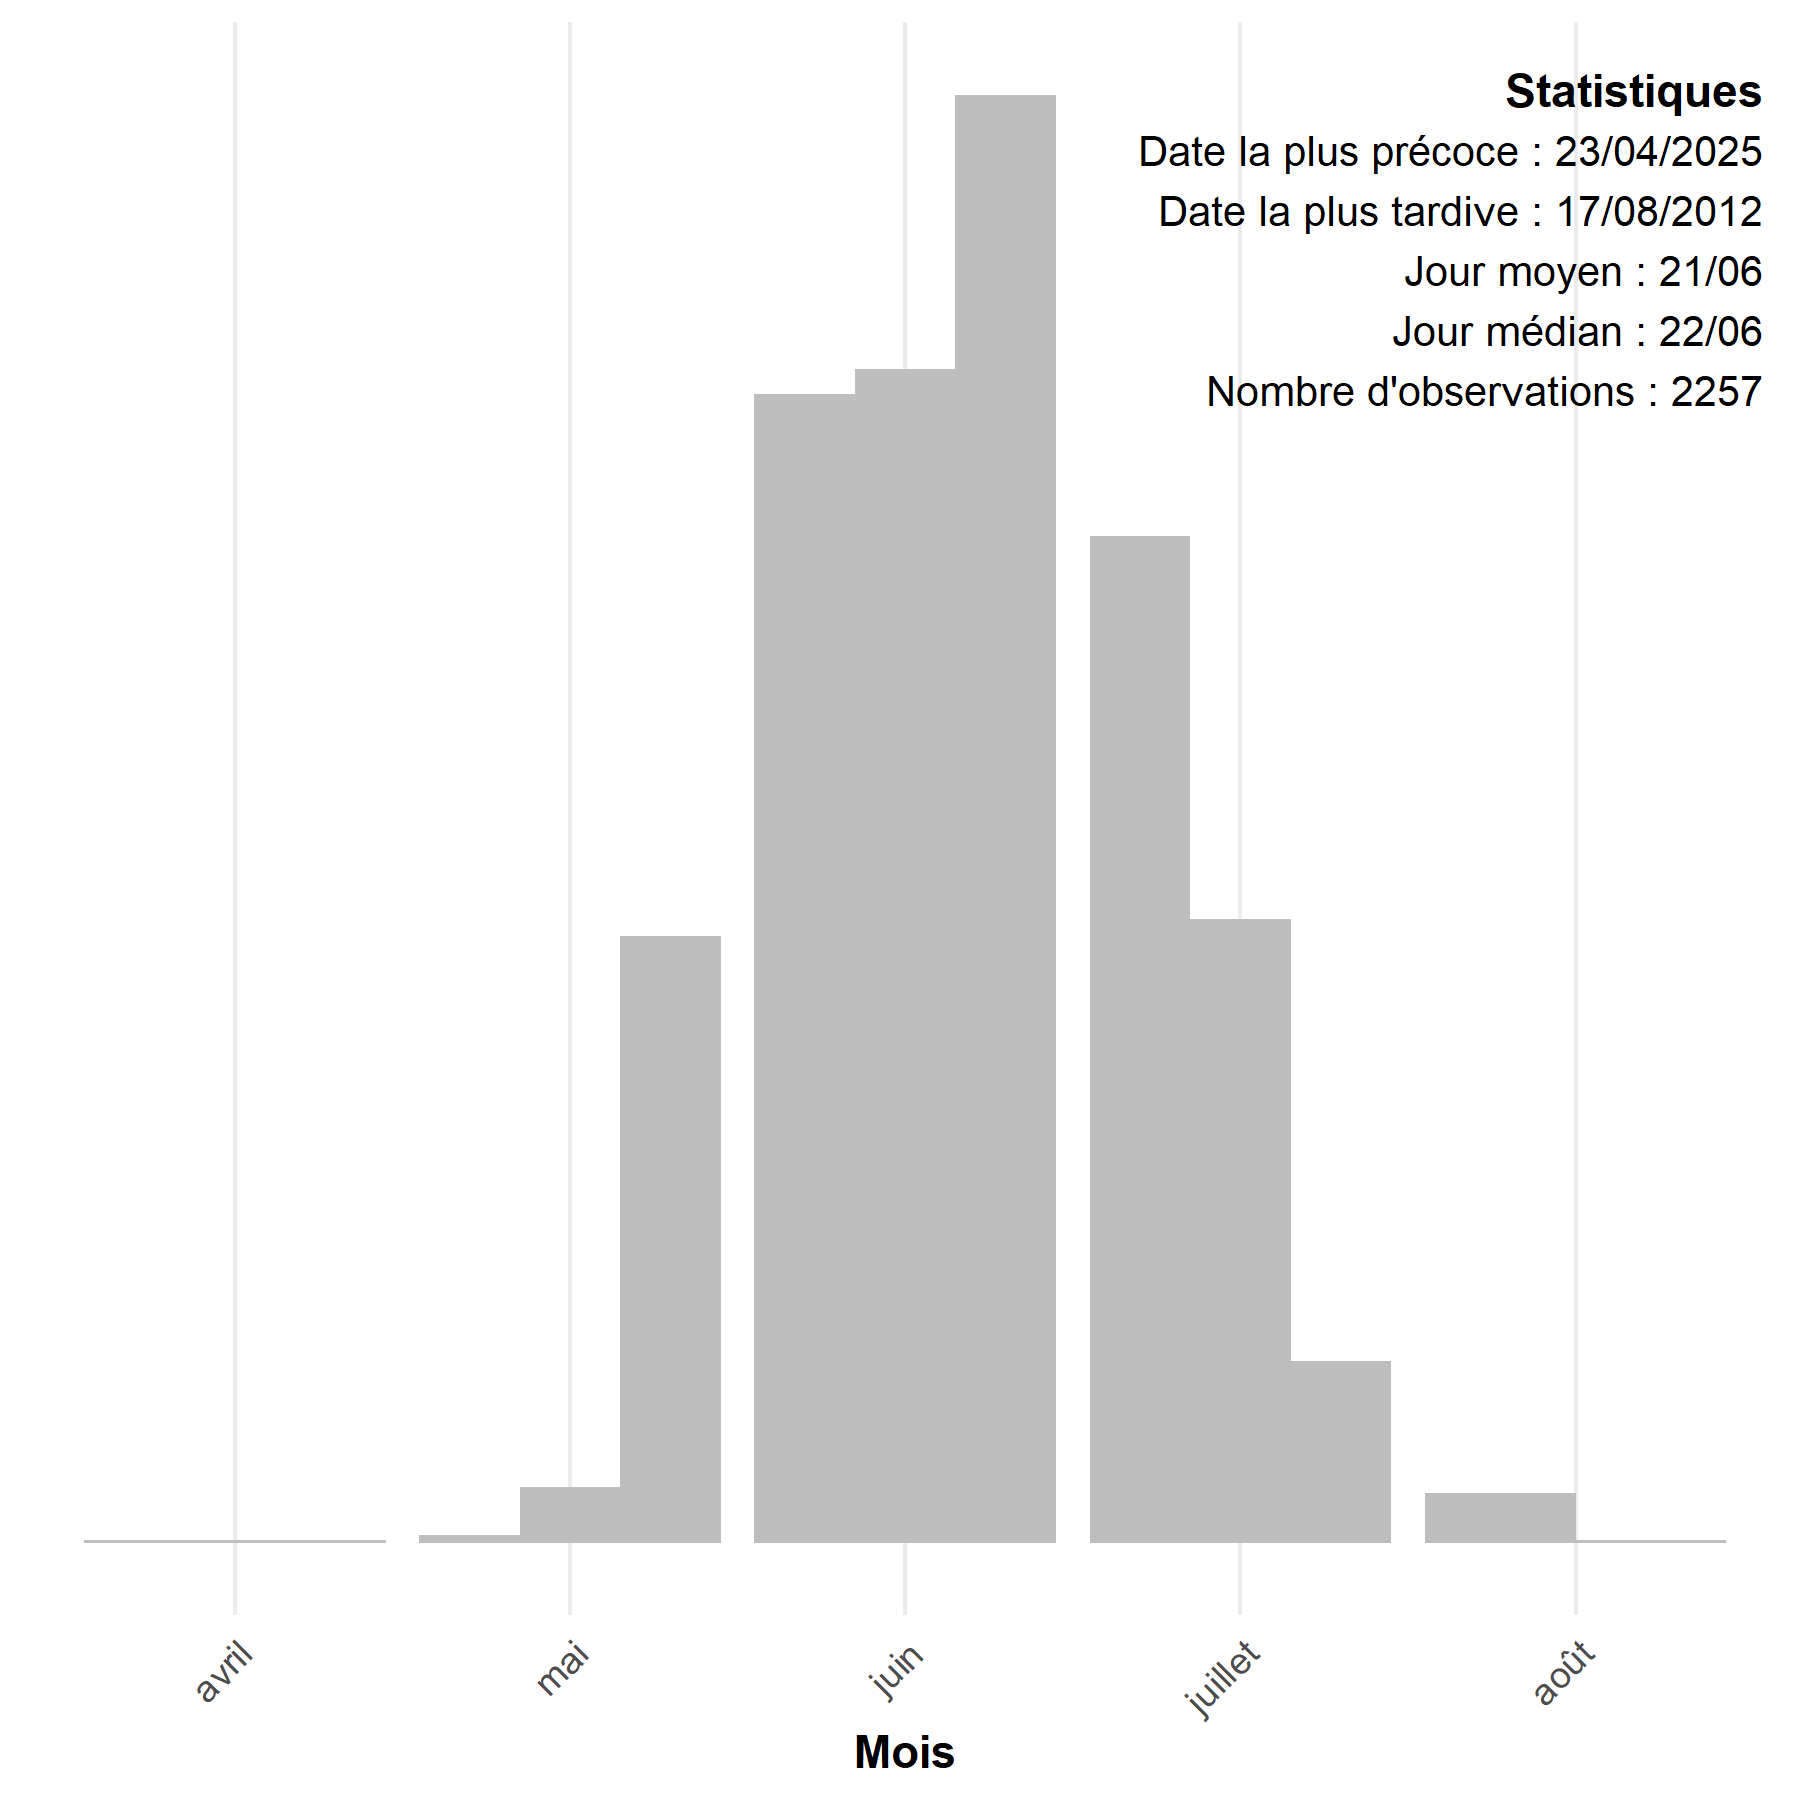 Statistiques
Date la plus précoce : 23/04/2025
Date la plus tardive : 17/08/2012
Jour moyen : 21/06
Jour médian : 22/06
Nombre d'observations : 2257
avril
mai
juin
juillet
août
Mois